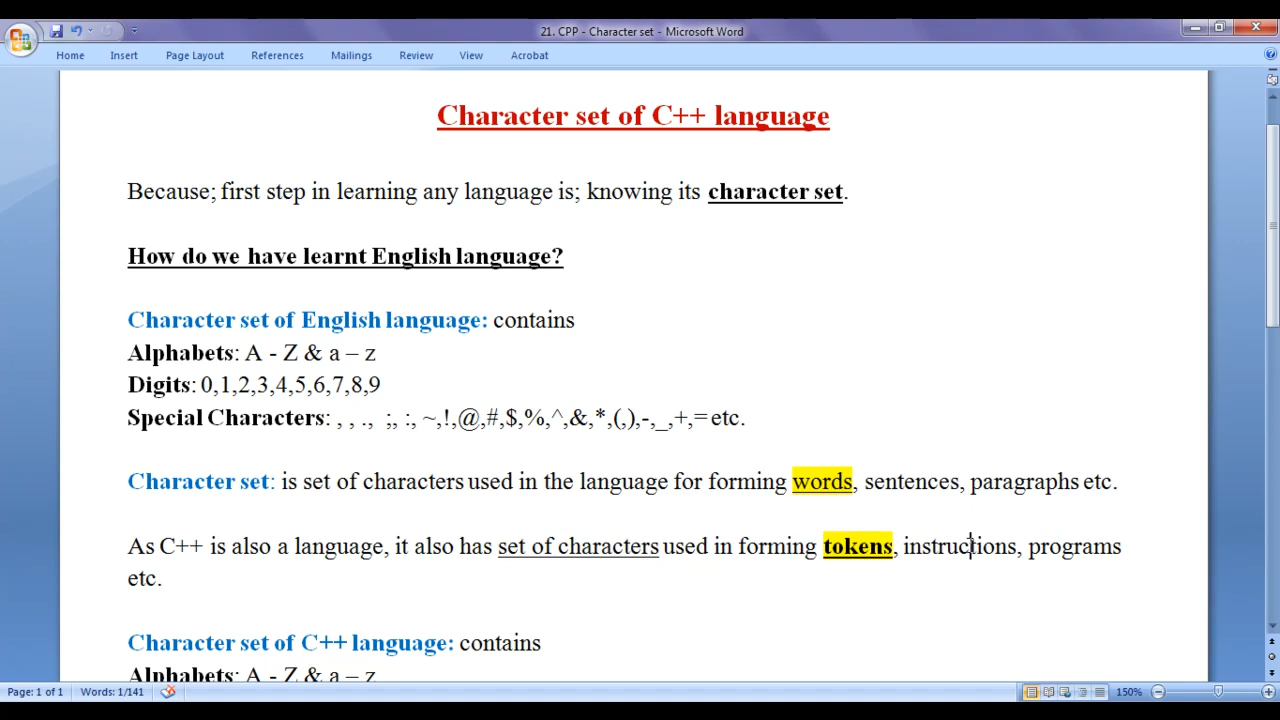 21. CPP - Character set - Microsoft Word
Home Insert Page Layout References Mailings Review View Acrobat
Character set of C++ language
Because; first step in learning any language is; knowing its character set.
How do we have learnt English language?
Character set of English language: contains
Alphabets: A - Z & a – z
Digits: 0,1,2,3,4,5,6,7,8,9
Special Characters: , , ., ;, :, ~,!,@,#,$,%,^,&,*,(,),-,_,+,= etc.
Character set: is set of characters used in the language for forming words, sentences, paragraphs etc.
As C++ is also a language, it also has set of characters used in forming tokens, instructions, programs
etc.
Character set of C++ language: contains
Alphabets: A - Z & a – z
Page: 1 of 1 Words: 1/141 150%